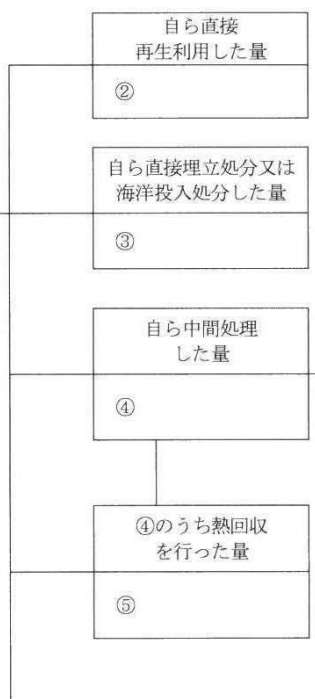 自ら直接
再生利用した量
②
自ら直接埋立処分又は
海洋投入処分した量
③
自ら中間処理
した量
④
④のうち熱回収
を行った量
⑤